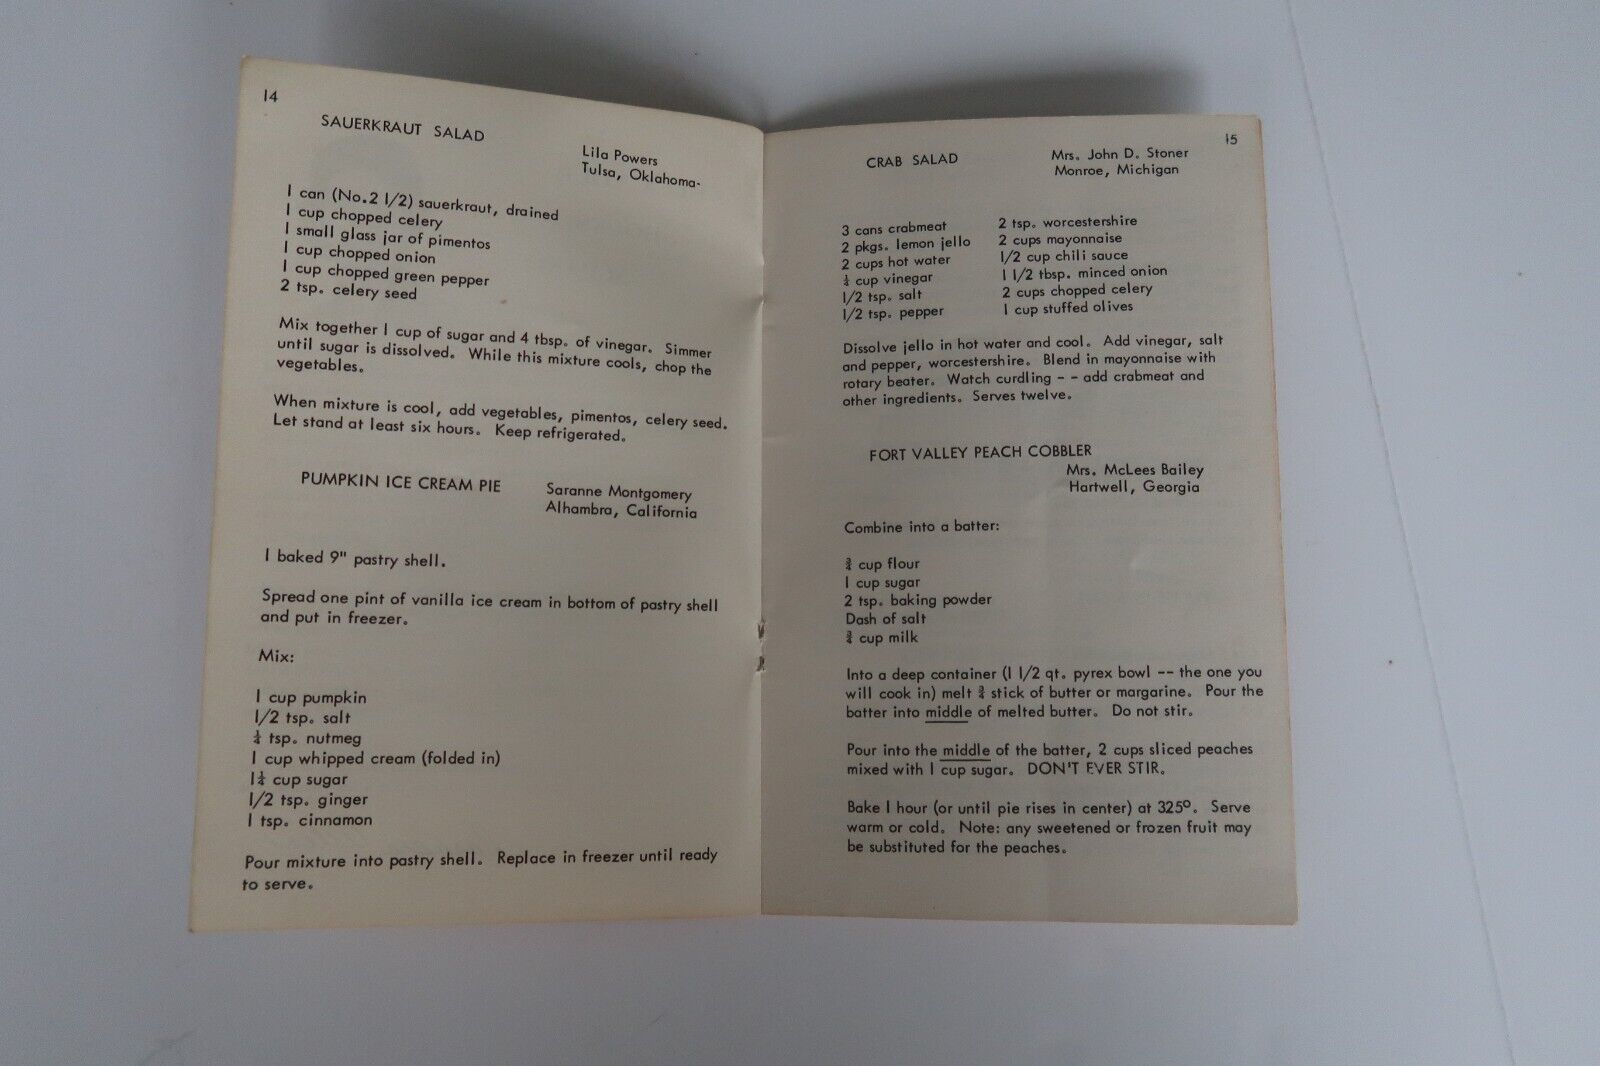 14
SAUERKRAUT SALAD
Lila Powers
Tulsa, Oklahoma-
1 can (No.2 1/2) sauerkraut, drained
1 cup chopped celery
1 small glass jar of pimentos
1 cup chopped onion
1 cup chopped green pepper
2 tsp. celery seed
Mix together 1 cup of sugar and 4 tbsp. of vinegar. Simmer
until sugar is dissolved. While this mixture cools, chop the
vegetables.
When mixture is cool, add vegetables, pimentos, celery seed.
Let stand at least six hours. Keep refrigerated.
PUMPKIN ICE CREAM PIE
Saranne Montgomery
Alhambra, California
1 baked 9" pastry shell.
Spread one pint of vanilla ice cream in bottom of pastry shell
and put in freezer.
Mix:
1 cup pumpkin
1/2 tsp. salt
¼ tsp. nutmeg
1 cup whipped cream (folded in)
1¼ cup sugar
1/2 tsp. ginger
1 tsp. cinnamon
Pour mixture into pastry shell. Replace in freezer until ready
to serve.
15
CRAB SALAD
Mrs. John D. Stoner
Monroe, Michigan
3 cans crabmeat
2 pkgs. lemon jello
2 cups hot water
¼ cup vinegar
1/2 tsp. salt
1/2 tsp. pepper
2 tsp. worcestershire
2 cups mayonnaise
1/2 cup chili sauce
1 1/2 tbsp. minced onion
2 cups chopped celery
1 cup stuffed olives
Dissolve jello in hot water and cool. Add vinegar, salt
and pepper, worcestershire. Blend in mayonnaise with
rotary beater. Watch curdling - - add crabmeat and
other ingredients. Serves twelve.
FORT VALLEY PEACH COBBLER
Mrs. McLees Bailey
Hartwell, Georgia
Combine into a batter:
¾ cup flour
1 cup sugar
2 tsp. baking powder
Dash of salt
¾ cup milk
Into a deep container (1 1/2 qt. pyrex bowl -- the one you
will cook in) melt ¾ stick of butter or margarine. Pour the
batter into middle of melted butter. Do not stir.
Pour into the middle of the batter, 2 cups sliced peaches
mixed with 1 cup sugar. DON'T EVER STIR.
Bake 1 hour (or until pie rises in center) at 325°. Serve
warm or cold. Note: any sweetened or frozen fruit may
be substituted for the peaches.